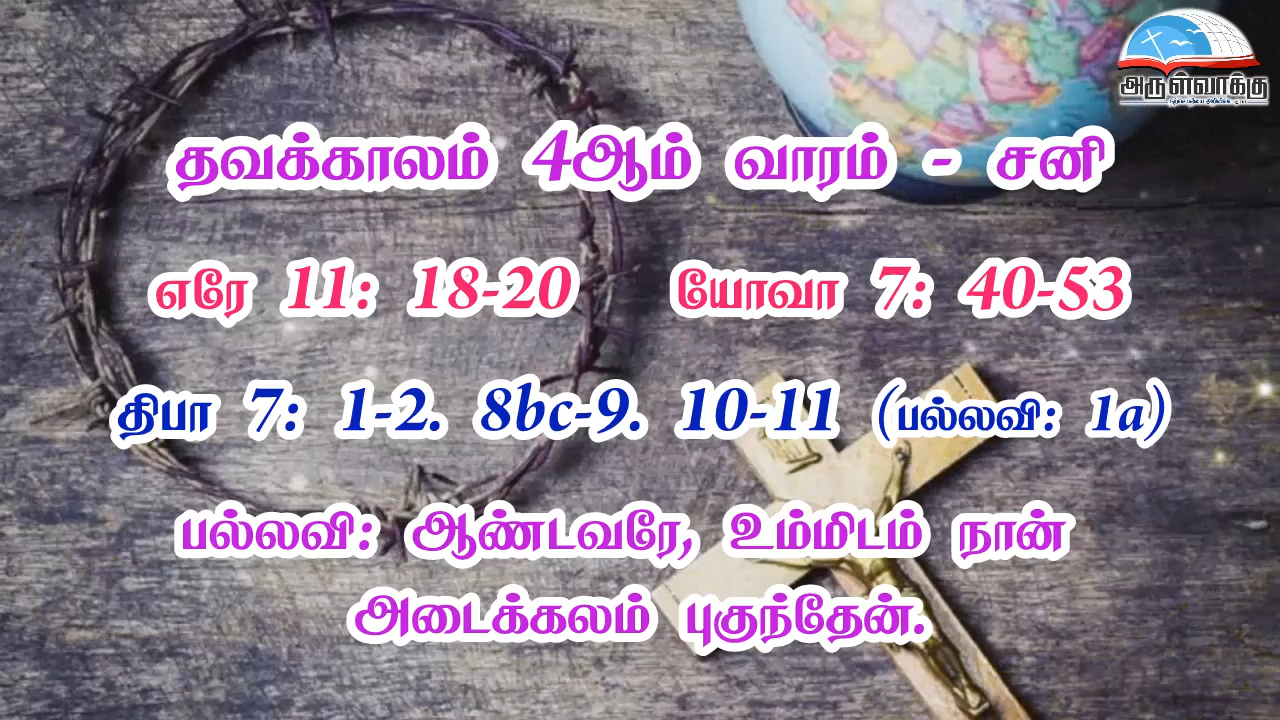 அருள்வாக்கு
தவக்காலம் 4ஆம் வாரம் - சனி
எரே 11: 18-20 யோவா 7: 40-53
திபா 7: 1-2. 8bc-9. 10-11 (பல்லவி: 1a)
பல்லவி: ஆண்டவரே, உம்மிடம் நான்
அடைக்கலம் புகுந்தேன்.